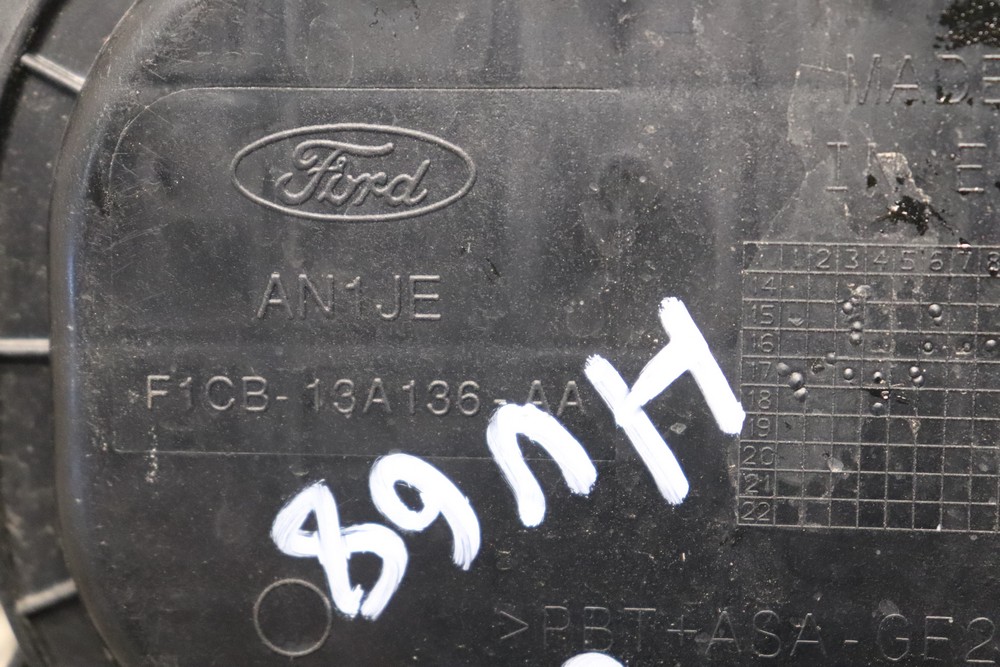 Ford
AN1JE
F1CB-13A136-AA
MADE
IN
1 2 3 4 5 6 7 8
14
15
16
17
18
19
20
21
22
>PBT+ASA-GF2